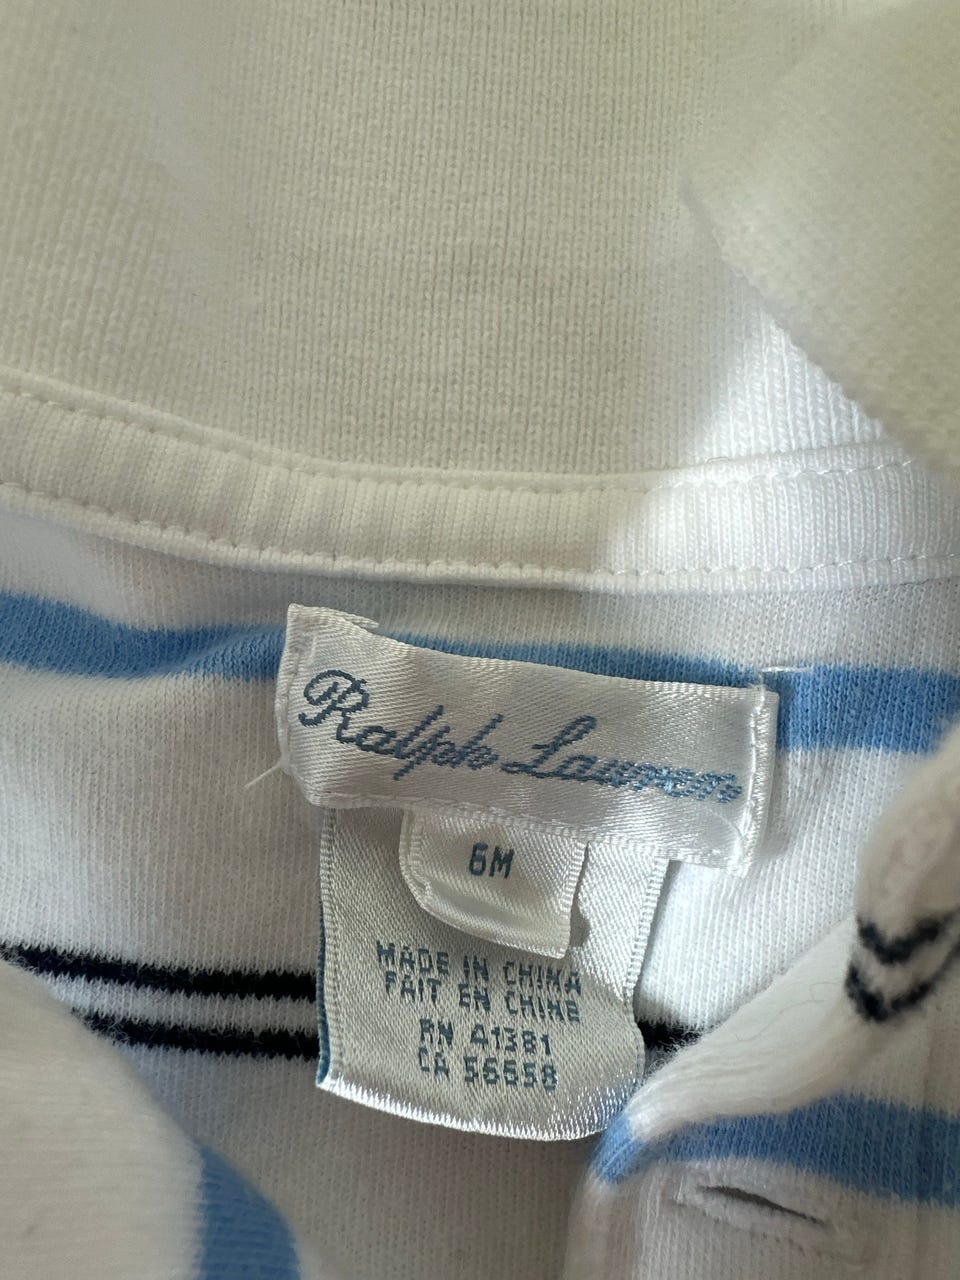 Ralph Lauren
6M
MADE IN CHINA
FAIT EN CHINE
RN 41381
CA 56658